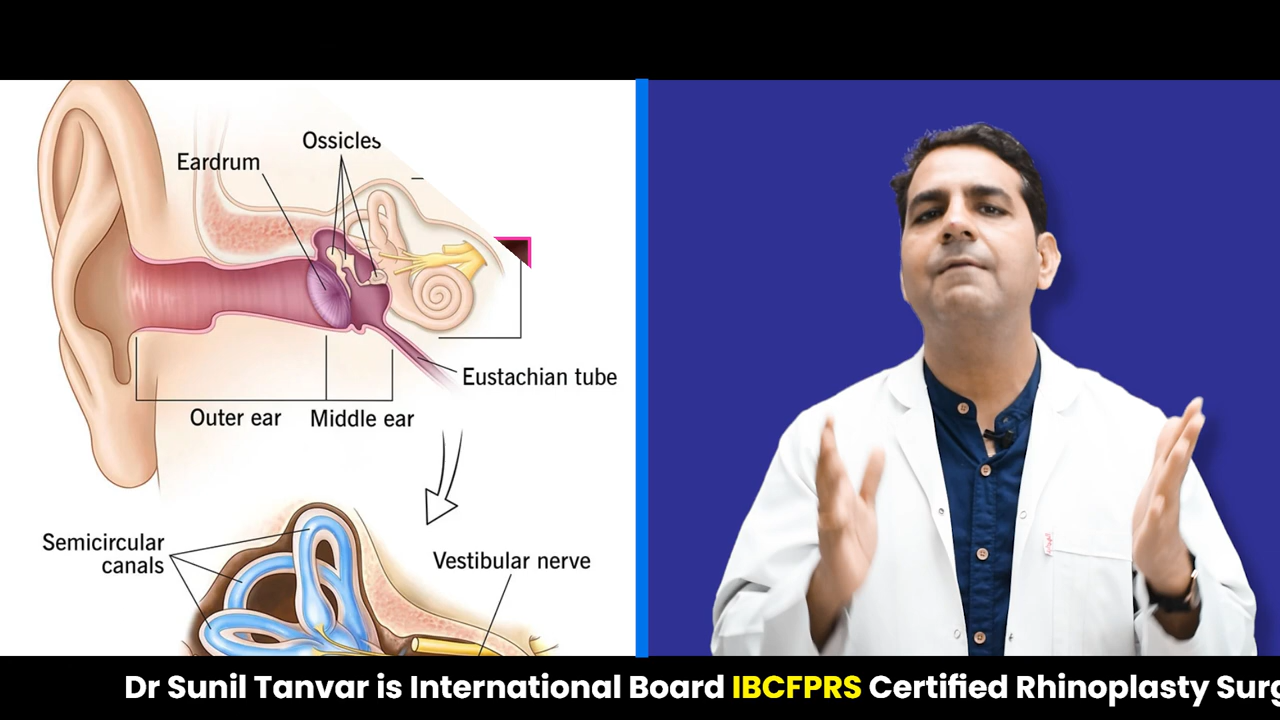 Ossicles
Eardrum
Eustachian tube
Outer ear
Middle ear
Semicircular
canals
Vestibular nerve
Dr Sunil Tanvar is International Board IBCFPRS Certified Rhinoplasty Surg